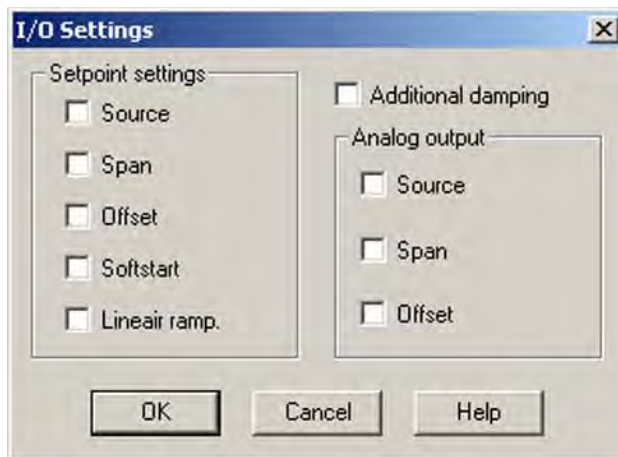 I/O Settings
Setpoint settings
Source
Span
Offset
Softstart
Lineair ramp.
Additional damping
Analog output
Source
Span
Offset
OK
Cancel
Help